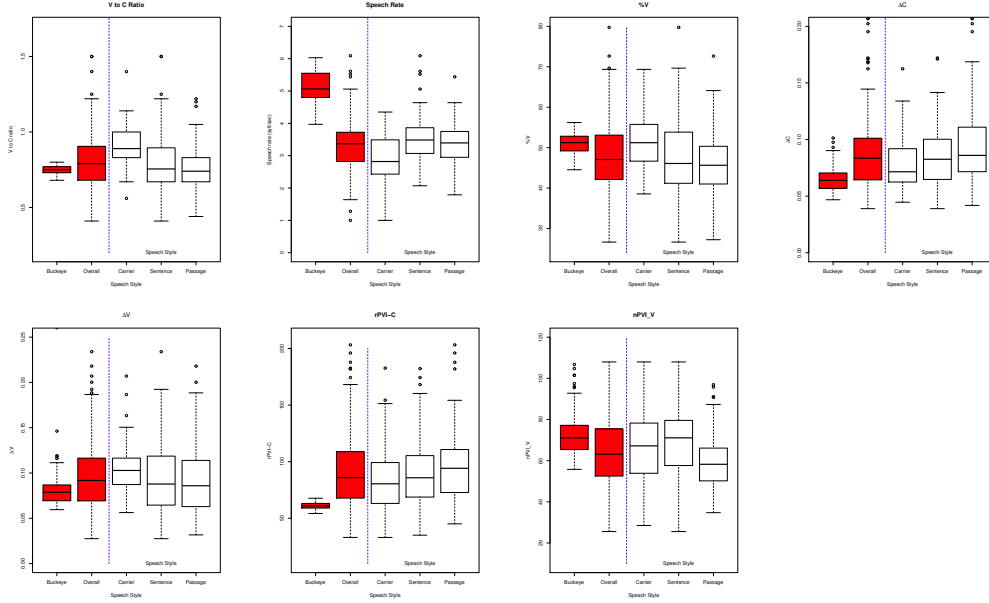 V to C Ratio
V to C ratio
0.5
1.0
1.5
Speech Style
Buckeye Overall Carrier Sentence Passage
Speech Style
Speech Rate
Speech rate (syll/sec)
0
1
2
3
4
5
6
7
Speech Style
Buckeye Overall Carrier Sentence Passage
Speech Style
%V
%V
30
40
50
60
70
80
Speech Style
Buckeye Overall Carrier Sentence Passage
Speech Style
ΔC
ΔC
0.00
0.05
0.10
0.15
0.20
Speech Style
Buckeye Overall Carrier Sentence Passage
Speech Style
ΔV
ΔV
0.00
0.05
0.10
0.15
0.20
0.25
Speech Style
Buckeye Overall Carrier Sentence Passage
Speech Style
rPVI-C
rPVI-C
50
100
150
200
Speech Style
Buckeye Overall Carrier Sentence Passage
Speech Style
nPVI_V
nPVI_V
20
40
60
80
100
120
Speech Style
Buckeye Overall Carrier Sentence Passage
Speech Style